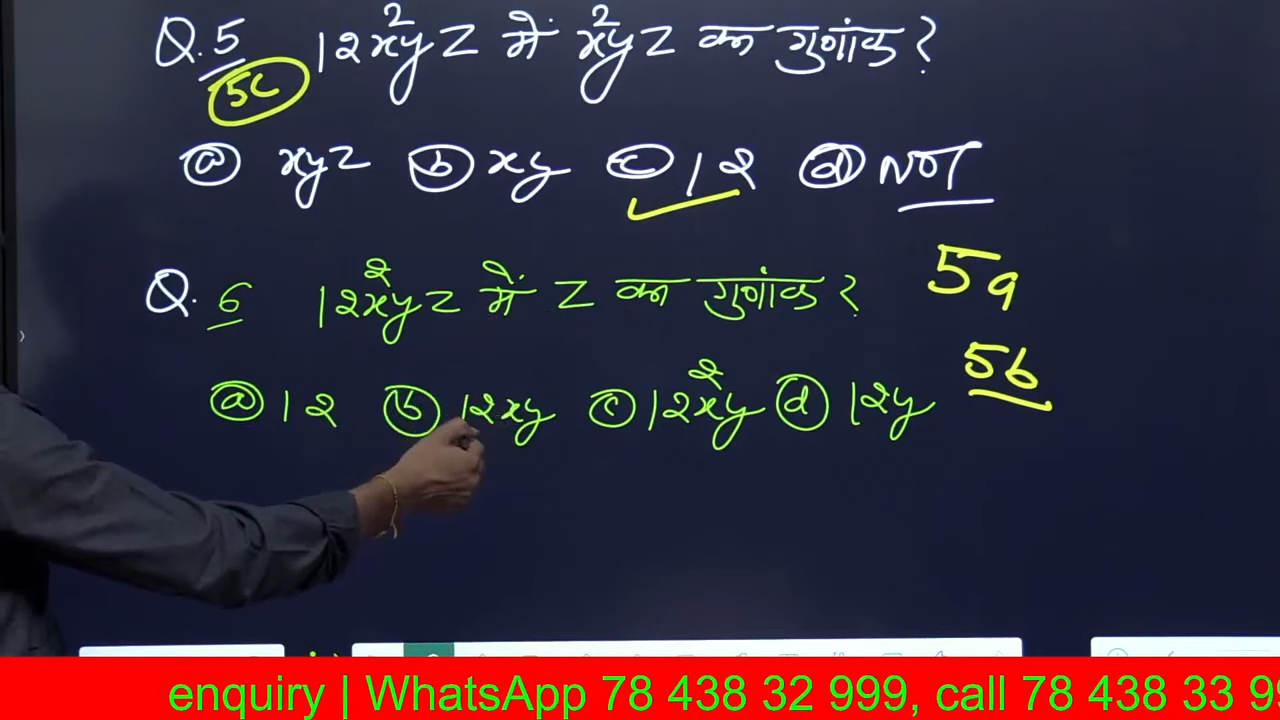 Q.5 12x²yz में x²yz का गुणांक ?
5C
(a) xyz (b) xy (c) 12 (d) NOT
Q. 6 12x²yz में z का गुणांक ?
5a
5b
(a) 12 (b) 12xy (c) 12x²y (d) 12y
enquiry | WhatsApp 78 438 32 999, call 78 438 33 99